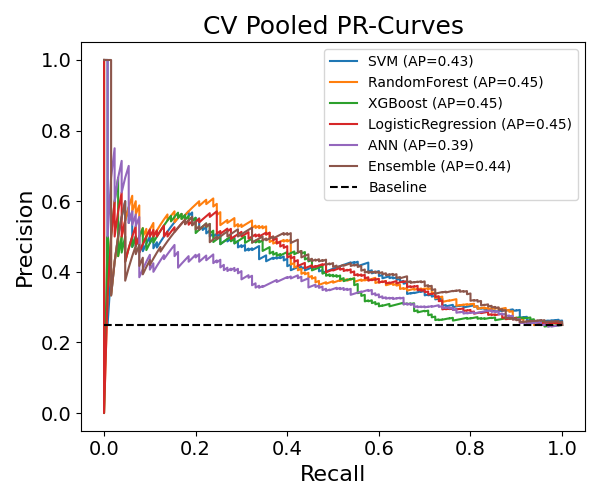 CV Pooled PR-Curves
SVM (AP=0.43)
RandomForest (AP=0.45)
XGBoost (AP=0.45)
LogisticRegression (AP=0.45)
ANN (AP=0.39)
Ensemble (AP=0.44)
Baseline
Precision
1.0
0.8
0.6
0.4
0.2
0.0
0.0 0.2 0.4 0.6 0.8 1.0
Recall